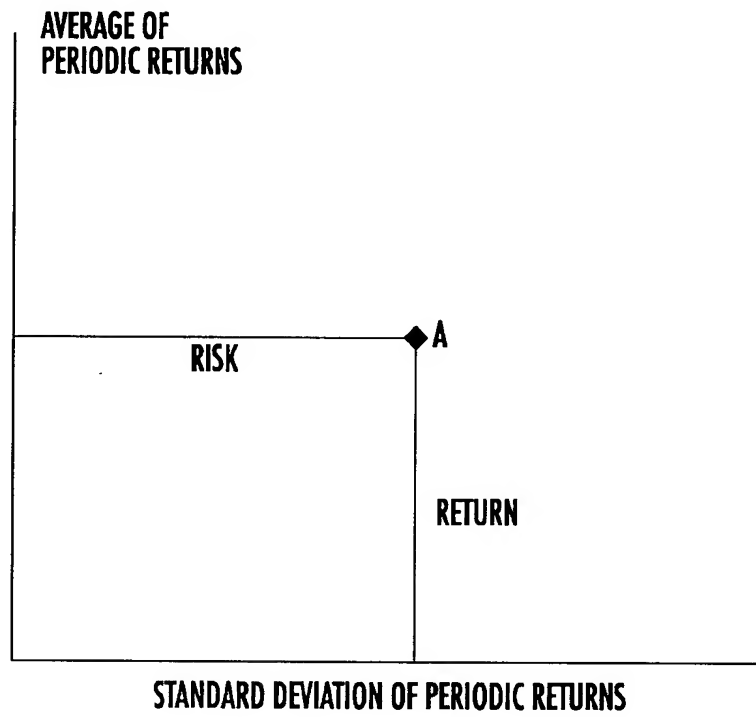 AVERAGE OF
PERIODIC RETURNS
A
RISK
RETURN
STANDARD DEVIATION OF PERIODIC RETURNS